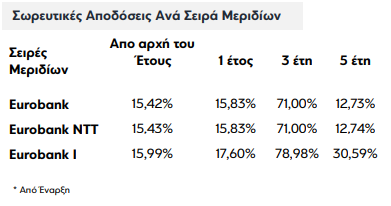 Σωρευτικές Αποδόσεις Ανά Σειρά Μεριδίων
Σειρές Μεριδίων Απο αρχή του Έτους 1 έτος 3 έτη 5 έτη
Eurobank 15,42% 15,83% 71,00% 12,73%
Eurobank NTT 15,43% 15,83% 71,00% 12,74%
Eurobank I 15,99% 17,60% 78,98% 30,59%
* Από Έναρξη